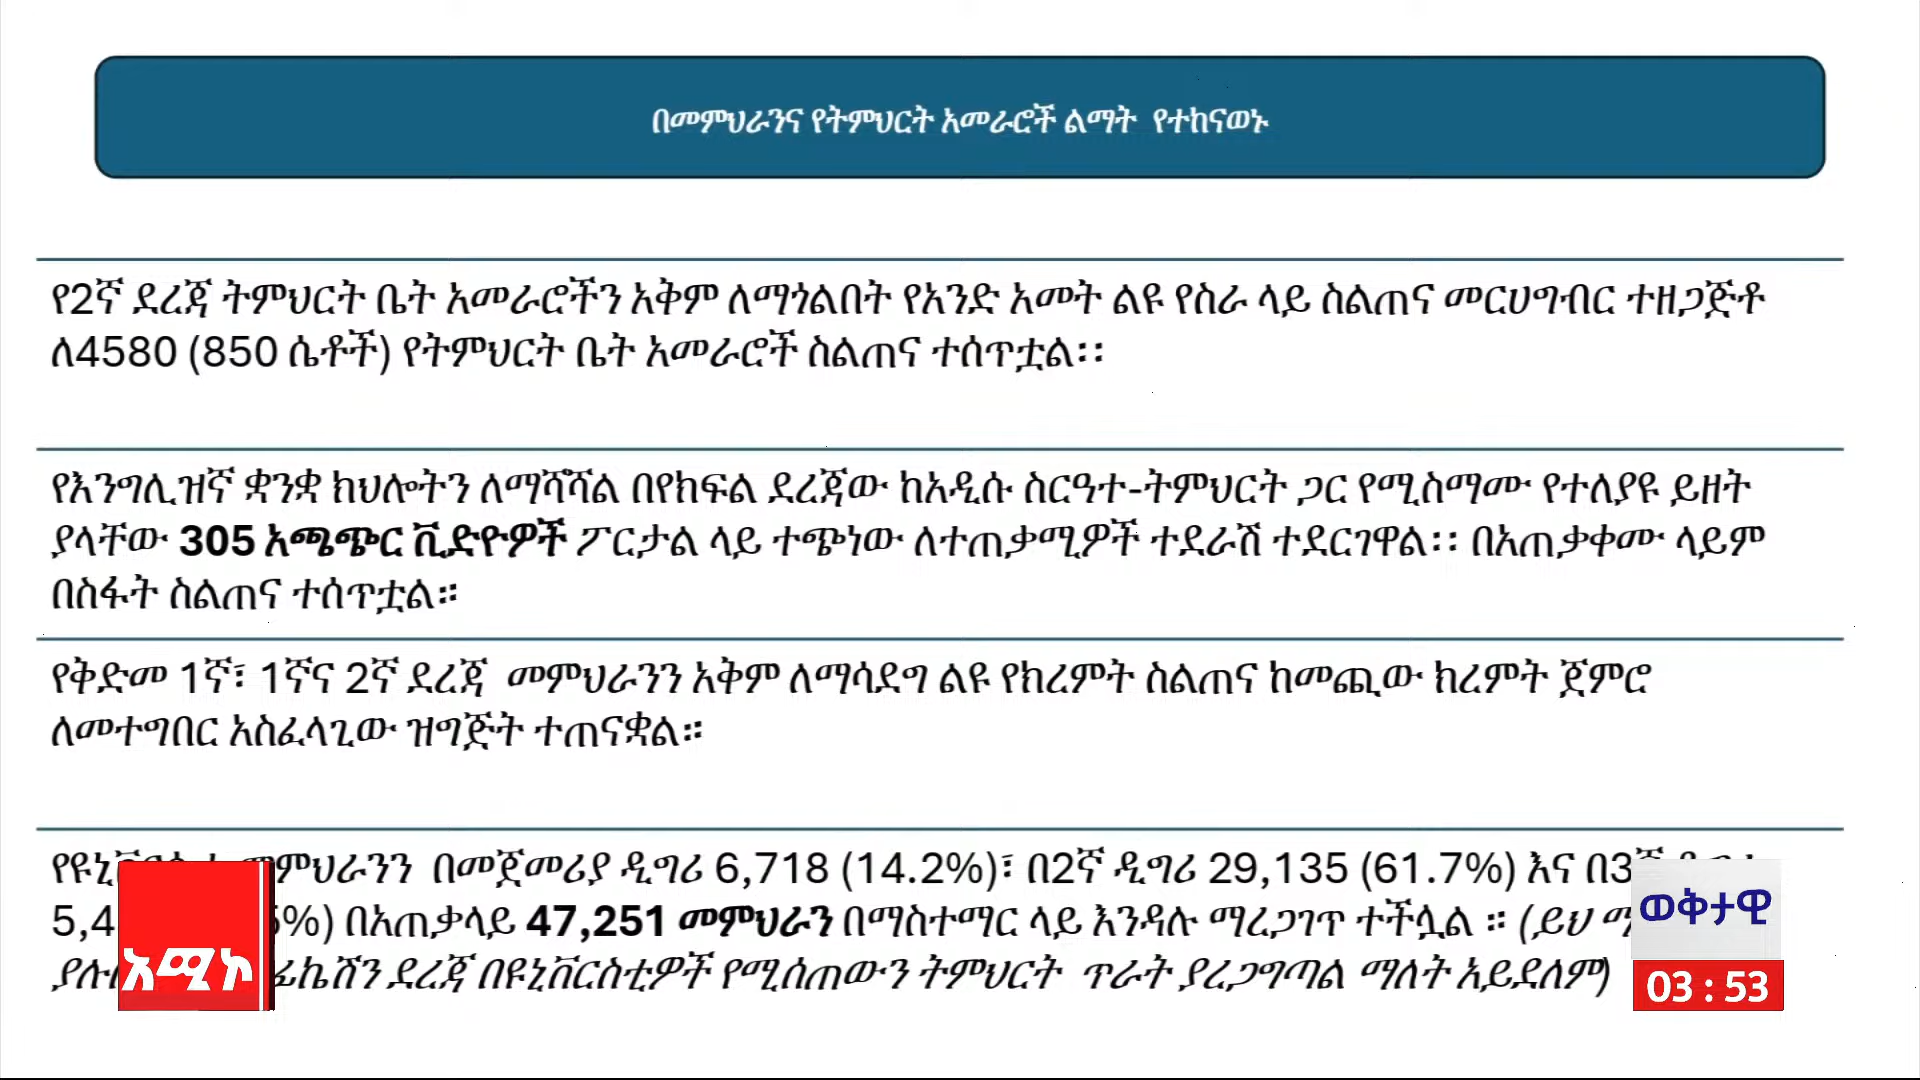 በመምህራንና የትምህርት አመራሮች ልማት የተከናወኑ
የ2ኛ ደረጃ ትምህርት ቤት አመራሮችን አቅም ለማጎልበት የአንድ አመት ልዩ የስራ ላይ ስልጠና መርሀግብር ተዘጋጅቶ
ለ4580 (850 ሴቶች) የትምህርት ቤት አመራሮች ስልጠና ተሰጥቷል፡፡
የእንግሊዝኛ ቋንቋ ክህሎትን ለማሻሻል በየክፍል ደረጃው ከአዲሱ ስርዓተ-ትምህርት ጋር የሚስማሙ የተለያዩ ይዘት
ያላቸው 305 አጫጭር ቪድዮዎች ፖርታል ላይ ተጭነው ለተጠቃሚዎች ተደራሽ ተደርገዋል፡፡ በአጠቃቀሙ ላይም
በስፋት ስልጠና ተሰጥቷል።
የቅድመ 1ኛ፣ 1ኛና 2ኛ ደረጃ መምህራንን አቅም ለማሳደግ ልዩ የክረምት ስልጠና ከመጪው ክረምት ጀምሮ
ለመተግበር አስፈላጊው ዝግጅት ተጠናቋል።
በመጀመሪያ ዲግሪ 6,718 (14.2%)፣ በ2ኛ ዲግሪ 29,135 (61.7%) እና
በአጠቃላይ 47,251 መምህራን በማስተማር ላይ እንዳሉ ማረጋገጥ ተችሏል ። (ይህ
ደረጃ በዩኒቨርስቲዎች የሚሰጠውን ትምህርት ጥራት ያረጋግጣል ማለት አይደለም)
አሚኮ
ወቅታዊ
03:53